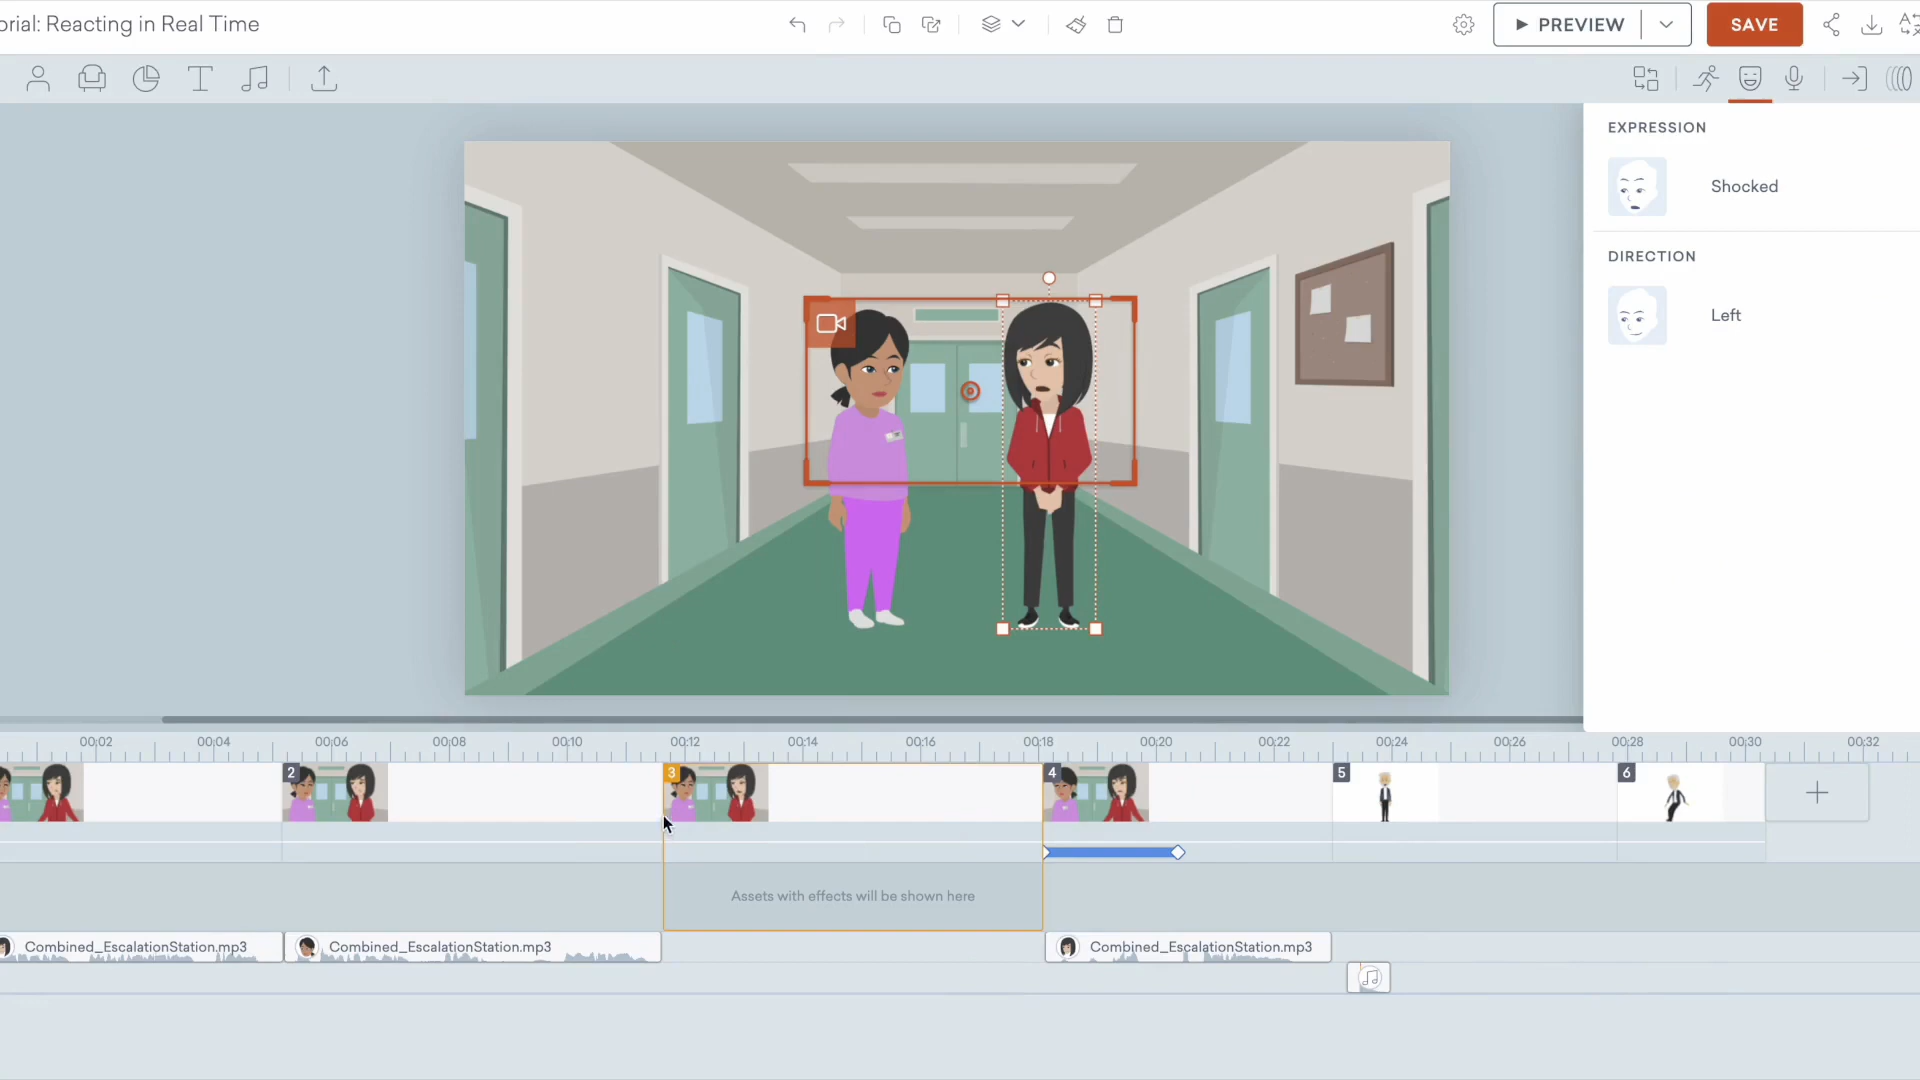 orial: Reacting in Real Time
PREVIEW
SAVE
EXPRESSION
Shocked
DIRECTION
Left
00:02 00:04 00:06 00:08 00:10 00:12 00:14 00:16 00:18 00:20 00:22 00:24 00:26 00:28 00:30 00:32
2 3 4 5 6
Assets with effects will be shown here
Combined_EscalationStation.mp3 Combined_EscalationStation.mp3 Combined_EscalationStation.mp3